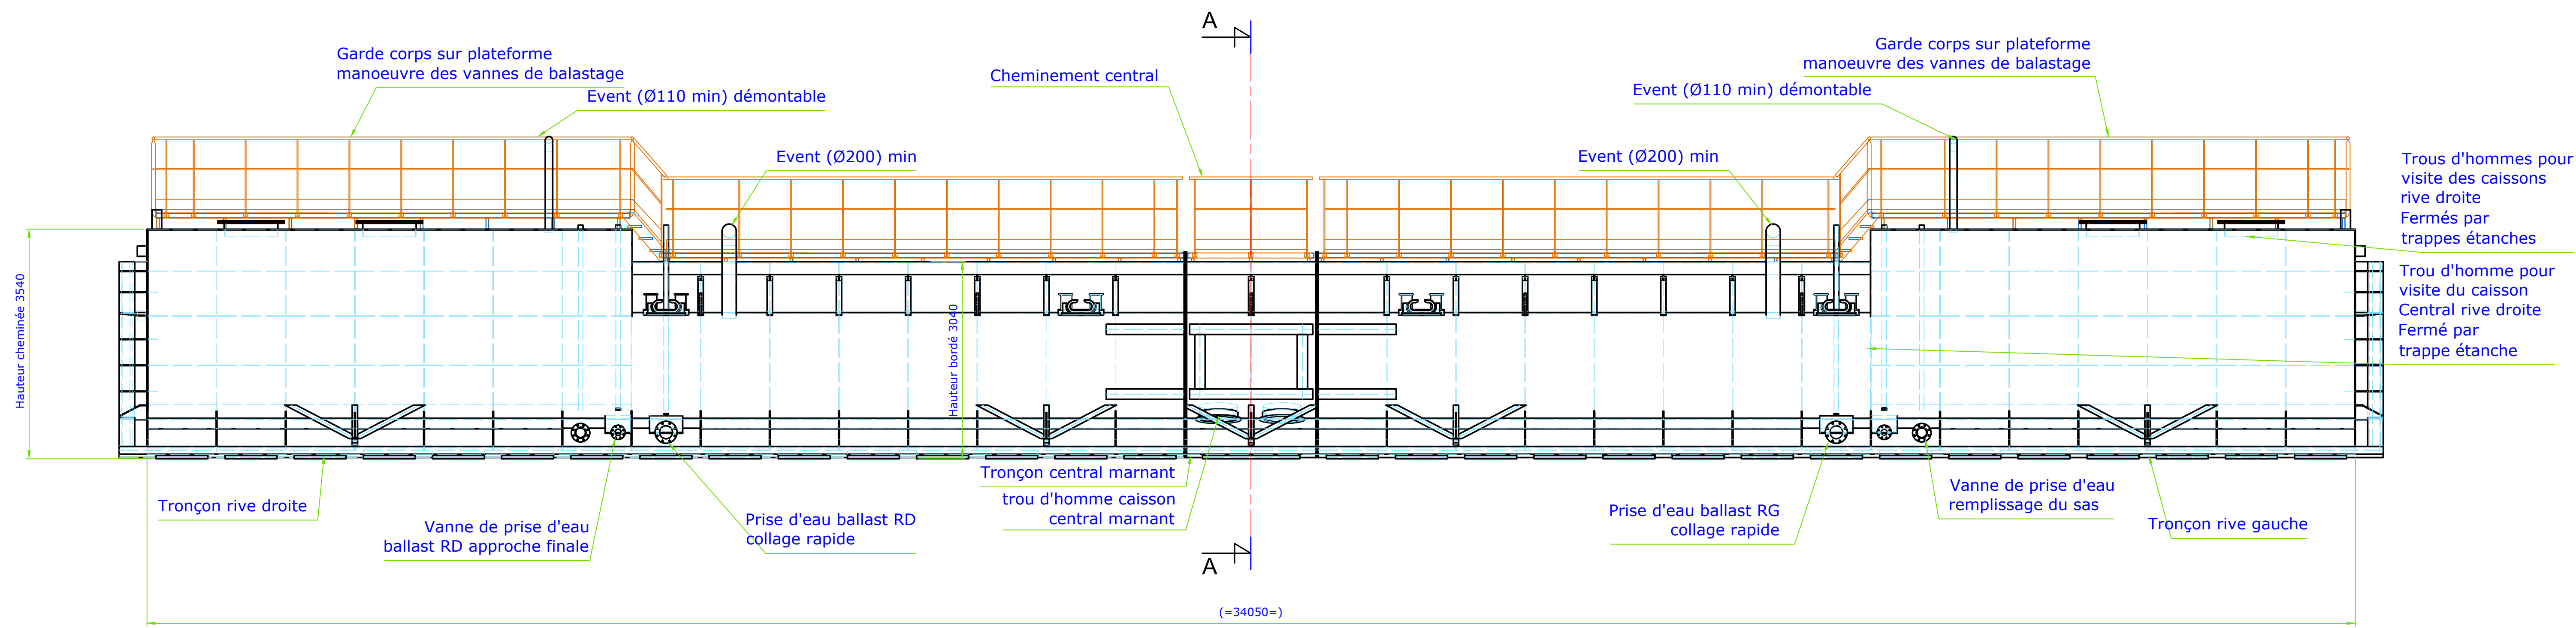 A
Garde corps sur plateforme
manoeuvre des vannes de balastage
Event (Ø110 min) démontable
Cheminement central
Garde corps sur plateforme
manoeuvre des vannes de balastage
Event (Ø110 min) démontable
Event (Ø200) min
Event (Ø200) min
Trous d'hommes pour
visite des caissons
rive droite
Fermés par
trappes étanches
Trou d'homme pour
visite du caisson
Central rive droite
Fermé par
trappe étanche
Hauteur cheminée 3540
Hauteur bordé 3040
Tronçon rive droite
Vanne de prise d'eau
ballast RD approche finale
Prise d'eau ballast RD
collage rapide
Tronçon central marnant
trou d'homme caisson
central marnant
Prise d'eau ballast RG
collage rapide
Vanne de prise d'eau
remplissage du sas
Tronçon rive gauche
A
(=34050=)